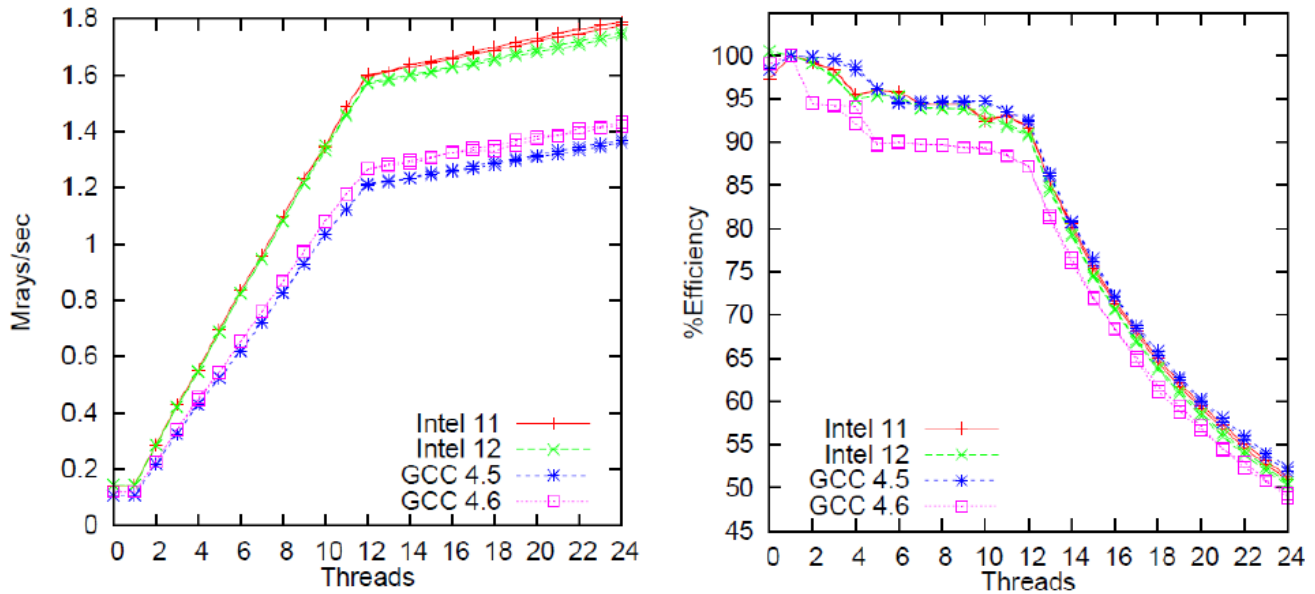 1.8
1.6
1.4
1.2
1
0.8
0.6
0.4
0.2
0
Mrays/sec
Intel 11
Intel 12
GCC 4.5
GCC 4.6
0 2 4 6 8 10 12 14 16 18 20 22 24
Threads
100
95
90
85
80
75
70
65
60
55
50
45
%Efficiency
Intel 11
Intel 12
GCC 4.5
GCC 4.6
0 2 4 6 8 10 12 14 16 18 20 22 24
Threads